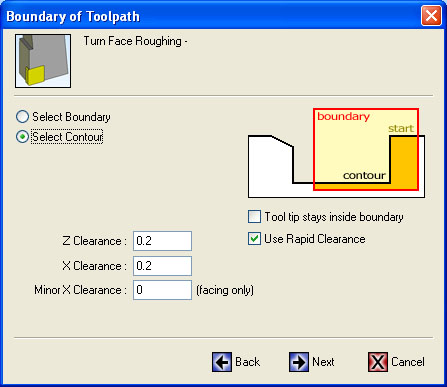 Boundary of Toolpath
Turn Face Roughing -
Select Boundary
Select Contour
boundary
start
contour
Tool tip stays inside boundary
Use Rapid Clearance
Z Clearance : 0.2
X Clearance : 0.2
Minor X Clearance : 0 (facing only)
Back Next Cancel